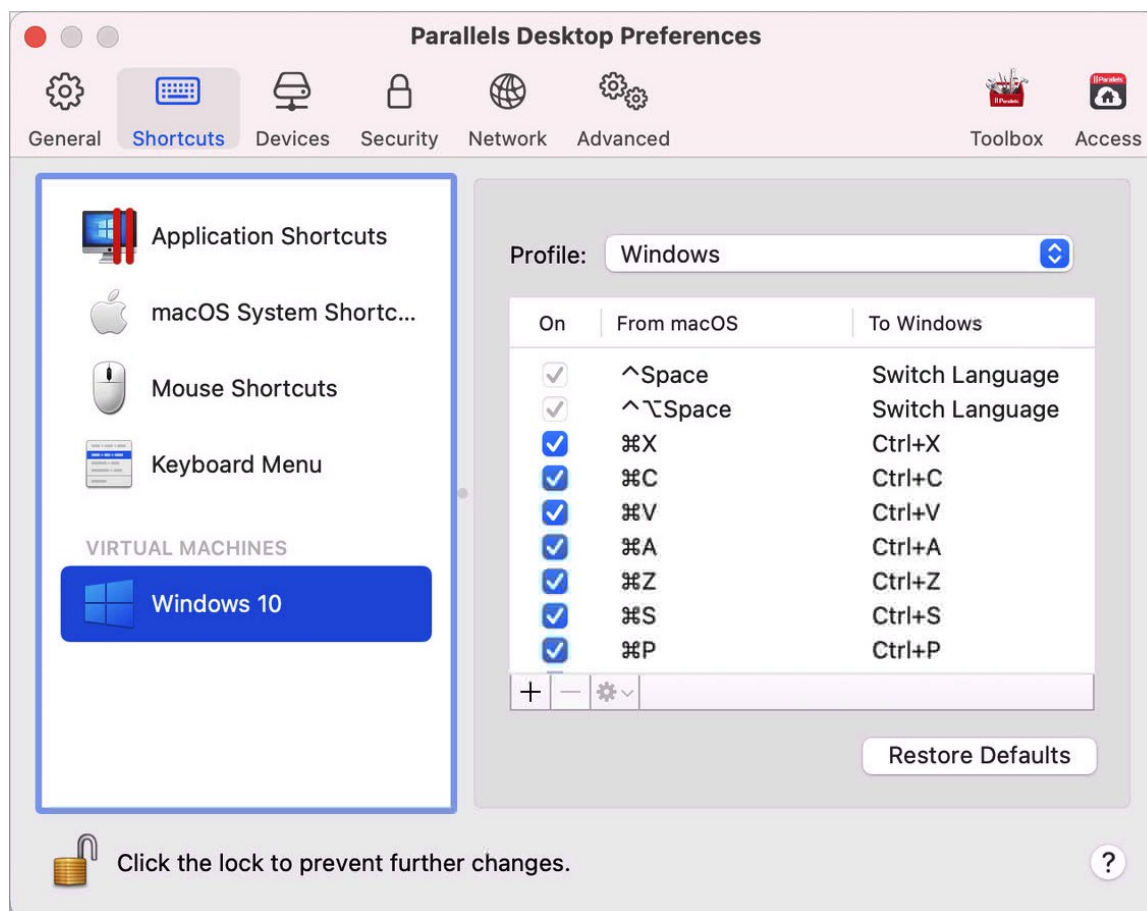 Parallels Desktop Preferences
General Shortcuts Devices Security Network Advanced Toolbox Access
Application Shortcuts
macOS System Shortc...
Mouse Shortcuts
Keyboard Menu
VIRTUAL MACHINES
Windows 10
Profile: Windows
On From macOS To Windows
^Space Switch Language
^⌥Space Switch Language
⌘X Ctrl+X
⌘C Ctrl+C
⌘V Ctrl+V
⌘A Ctrl+A
⌘Z Ctrl+Z
⌘S Ctrl+S
⌘P Ctrl+P
Restore Defaults
Click the lock to prevent further changes.
?